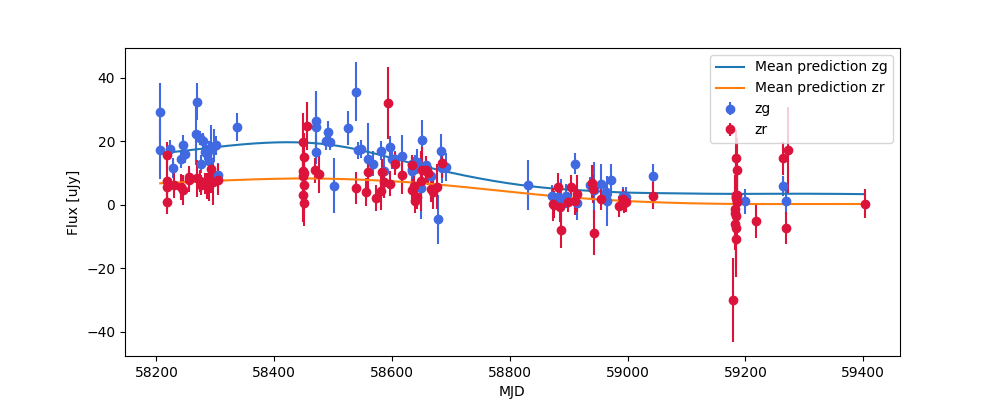 Mean prediction zg
Mean prediction zr
zg
zr
40
20
0
−20
−40
Flux [uJy]
58200
58400
58600
58800
59000
59200
59400
MJD